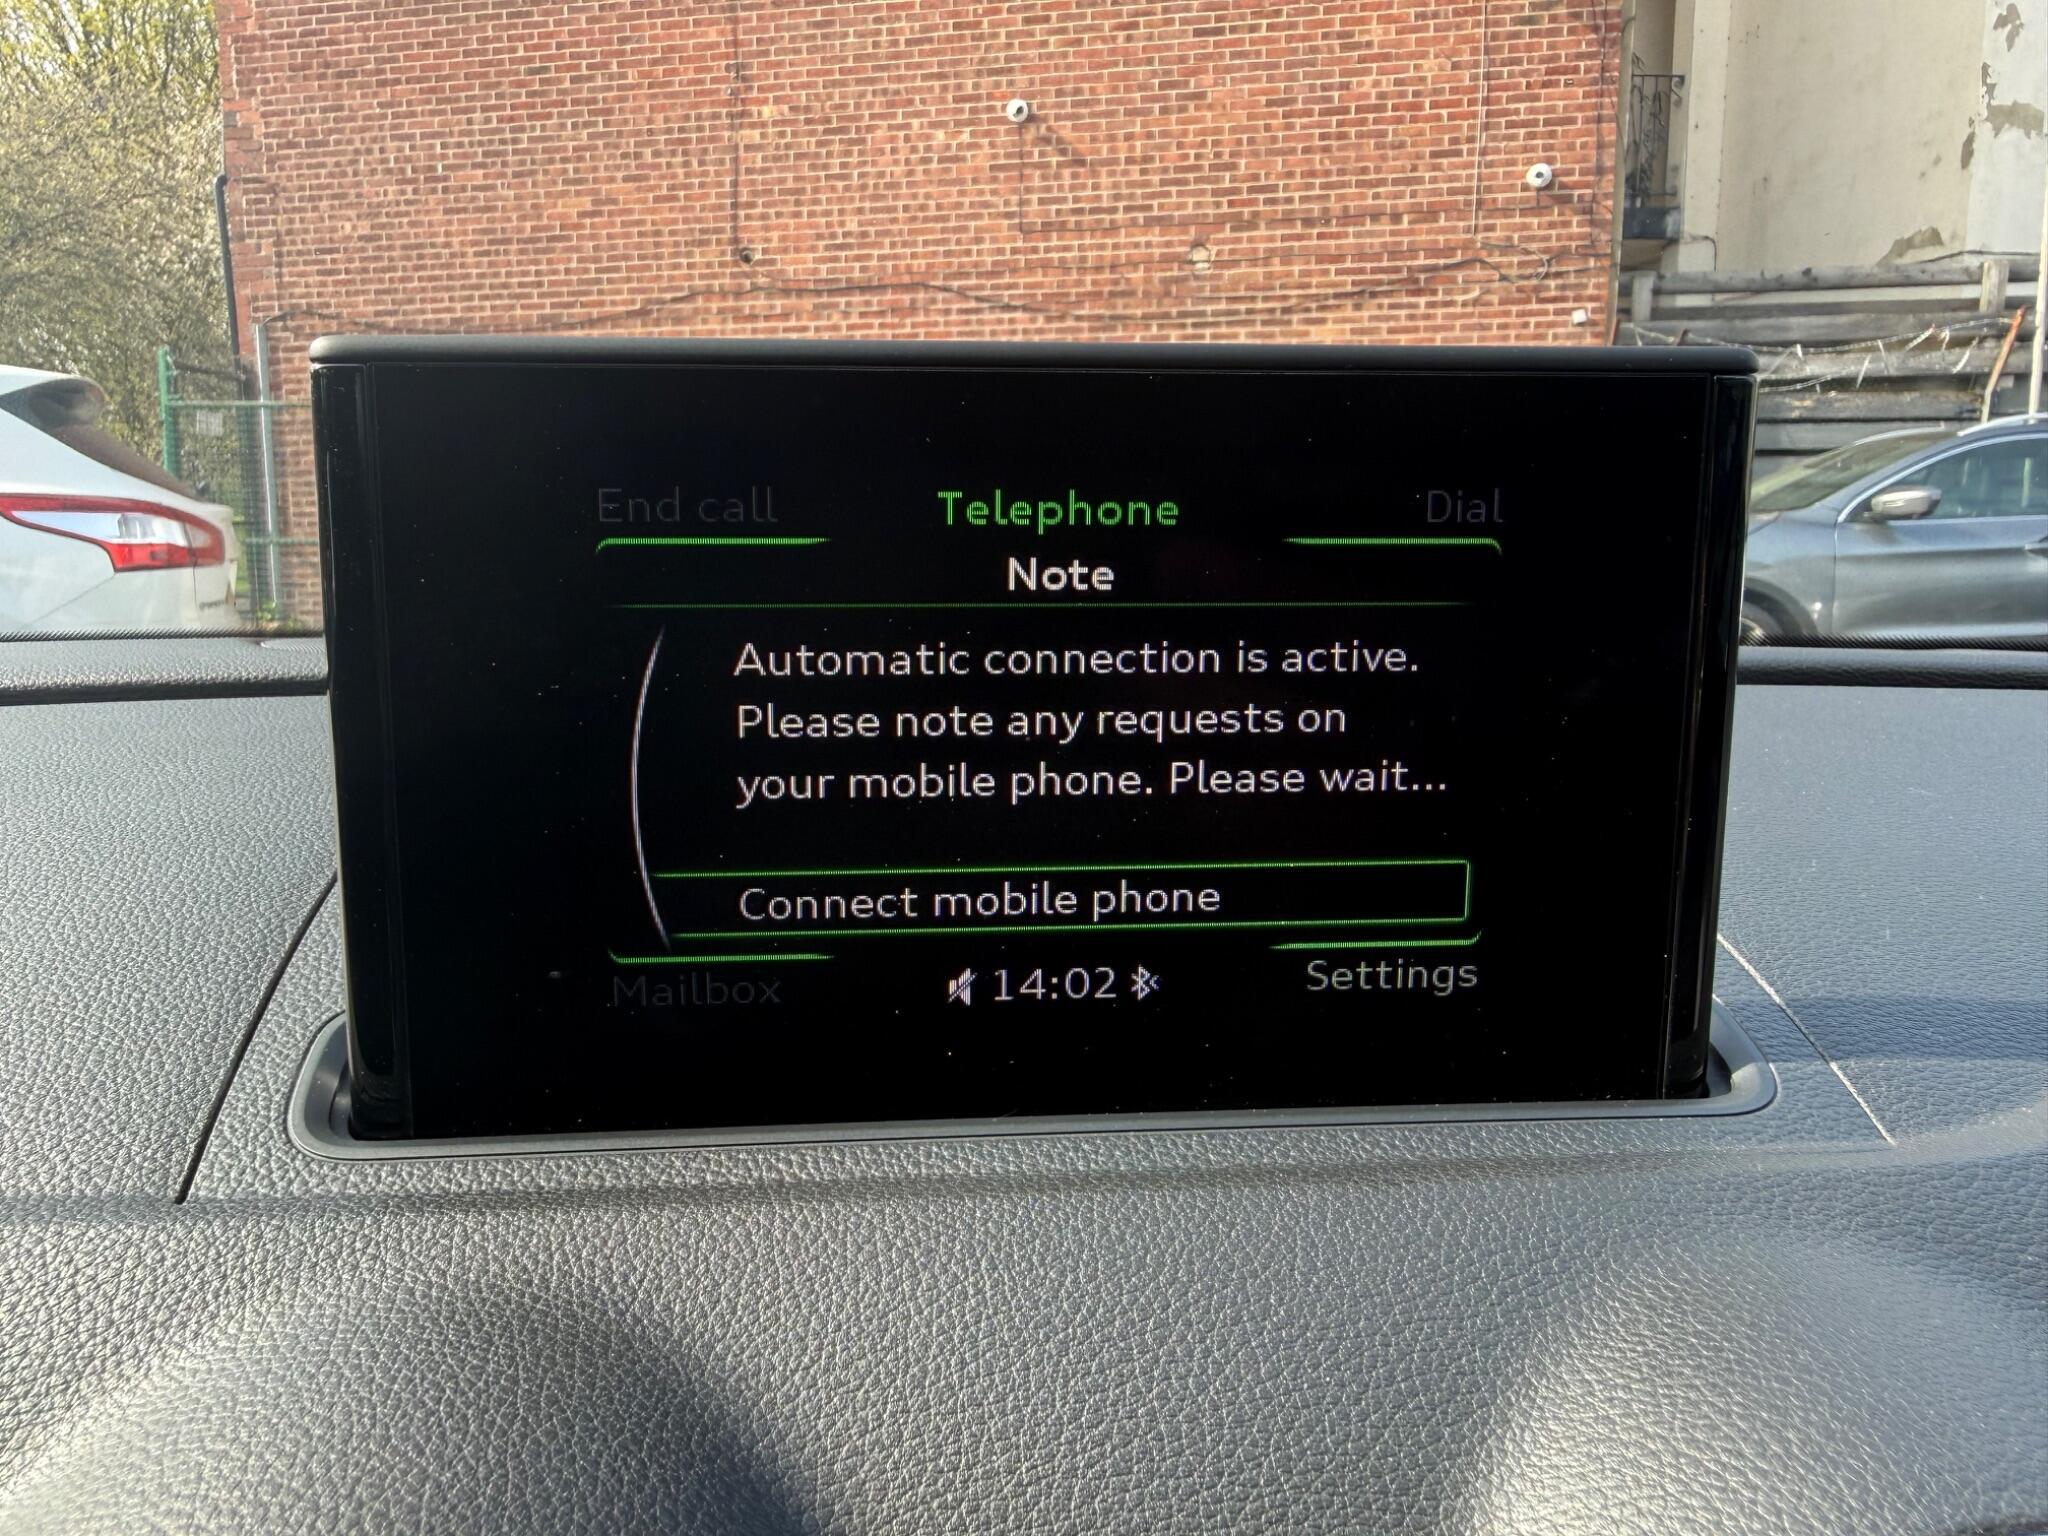 End call
Telephone
Dial
Note
Automatic connection is active.
Please note any requests on
your mobile phone. Please wait...
Connect mobile phone
Mailbox
14:02
Settings